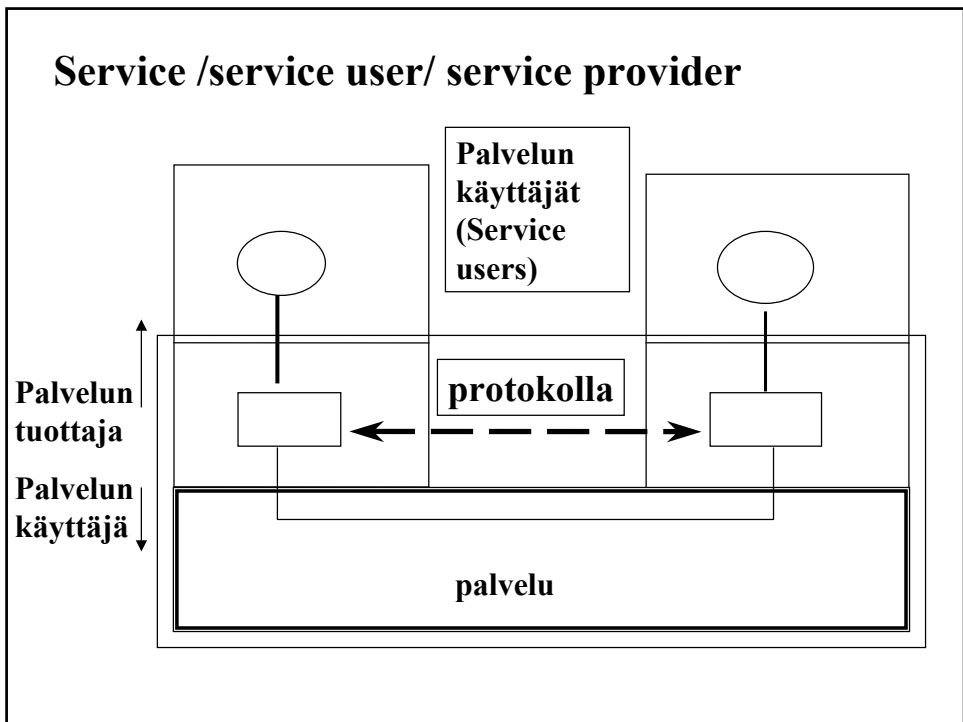 Service /service user/ service provider
Palvelun
käyttäjät
(Service
users)
Palvelun
tuottaja
protokolla
Palvelun
käyttäjä
palvelu